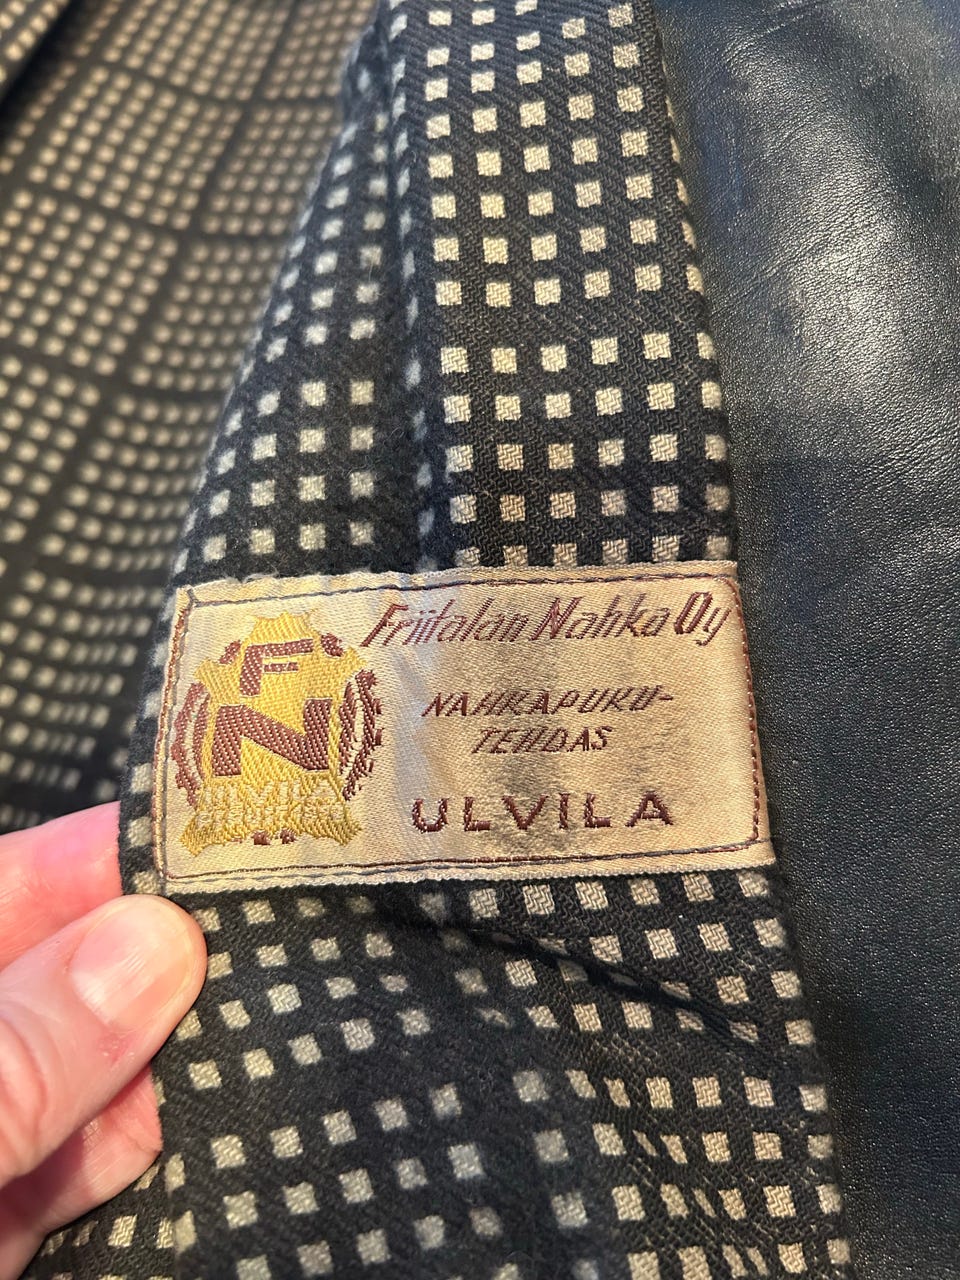 Friitalan Nahka Oy
NAHKAPUKU-
TEHDAS
ULVILA
F
N